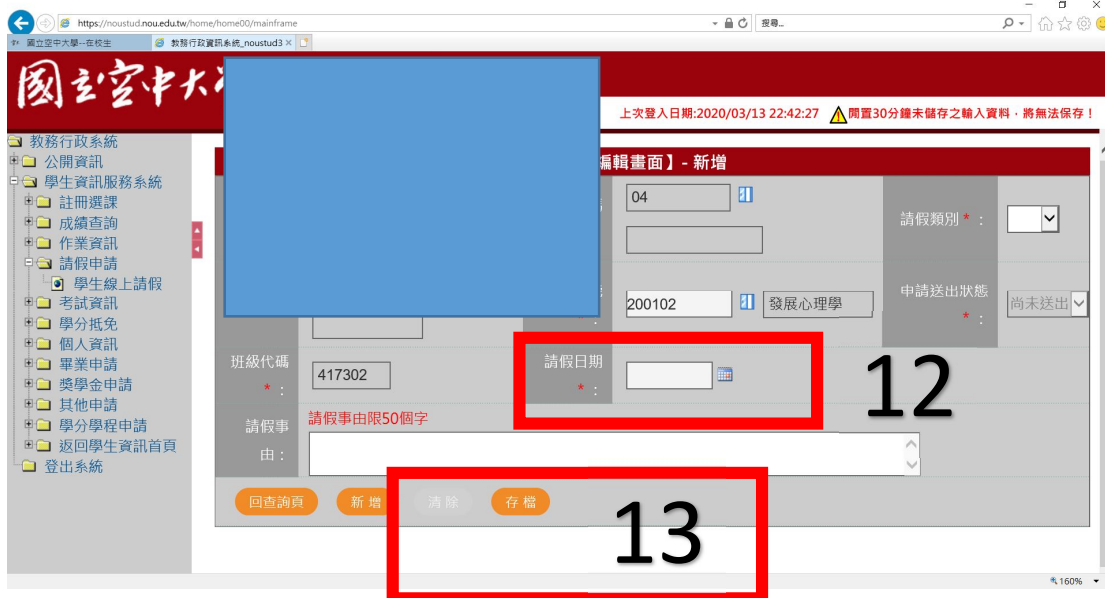 https://noustud.nou.edu.tw/home/home00/mainframe
搜尋...
國立空中大學--在校生
教務行政資訊系統_noustud3
國立空中大
上次登入日期:2020/03/13 22:42:27
閒置30分鐘未儲存之輸入資料，將無法保存！
教務行政系統
公開資訊
學生資訊服務系統
註冊選課
成績查詢
作業資訊
請假申請
學生線上請假
考試資訊
學分抵免
個人資訊
畢業申請
獎學金申請
其他申請
學分學程申請
返回學生資訊首頁
登出系統
編輯畫面】- 新增
04
請假類別 * :
200102
發展心理學
申請送出狀態 * :
尚未送出
班級代碼 * :
417302
請假日期 * :
12
請假事由 :
請假事由限50個字
回查詢頁
新 增
清 除
存 檔
13
160%